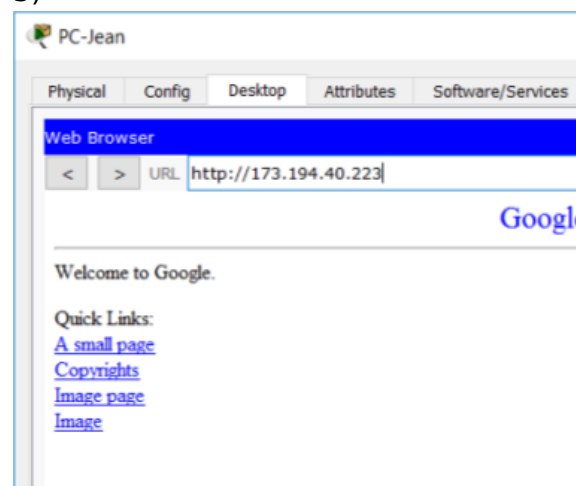 PC-Jean
Physical Config Desktop Attributes Software/Services
Web Browser
< > URL http://173.194.40.223
Google
Welcome to Google.
Quick Links:
A small page
Copyrights
Image page
Image